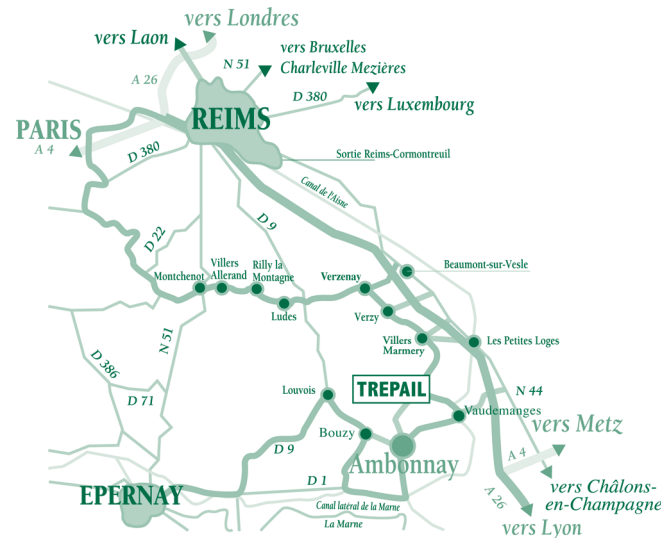 vers Londres
vers Laon
vers Bruxelles
Charleville Mezières
N 51
A 26
D 380
vers Luxembourg
REIMS
PARIS
A 4
D 380
Sortie Reims-Cormontreuil
Canal de l'Aisne
D 9
D 22
Beaumont-sur-Vesle
Montchenot
Villers
Allerand
Rilly la
Montagne
Verzenay
Ludes
Verzy
N 51
Villers
Marmery
Les Petites Loges
D 386
D 71
Louvois
TREPAIL
N 44
Vaudemanges
Bouzy
vers Metz
D 9
Ambonnay
A 4
D 1
EPERNAY
A 26
vers Châlons-
en-Champagne
Canal latéral de la Marne
La Marne
vers Lyon